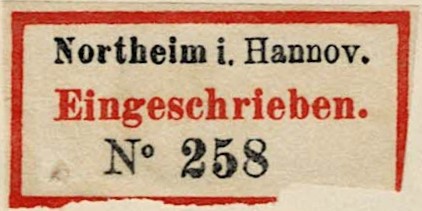 Northeim i. Hannov.
Eingeschrieben.
No 258